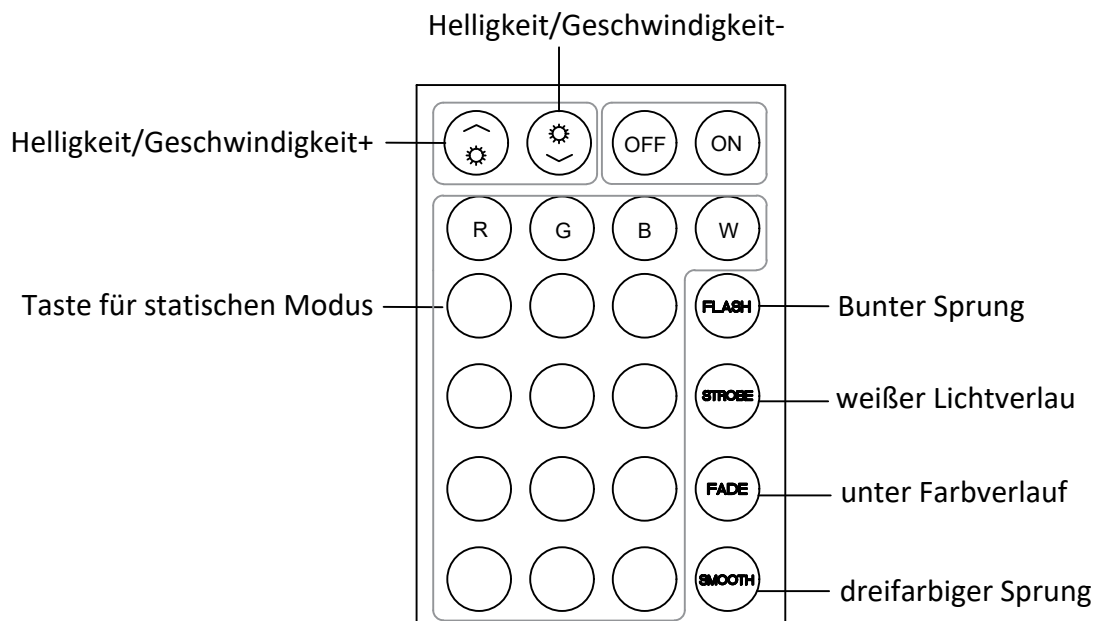 Helligkeit/Geschwindigkeit-
Helligkeit/Geschwindigkeit+
OFF ON
R G B W
Taste für statischen Modus
FLASH
Bunter Sprung
STROBE
weißer Lichtverlau
FADE
unter Farbverlauf
SMOOTH
dreifarbiger Sprung